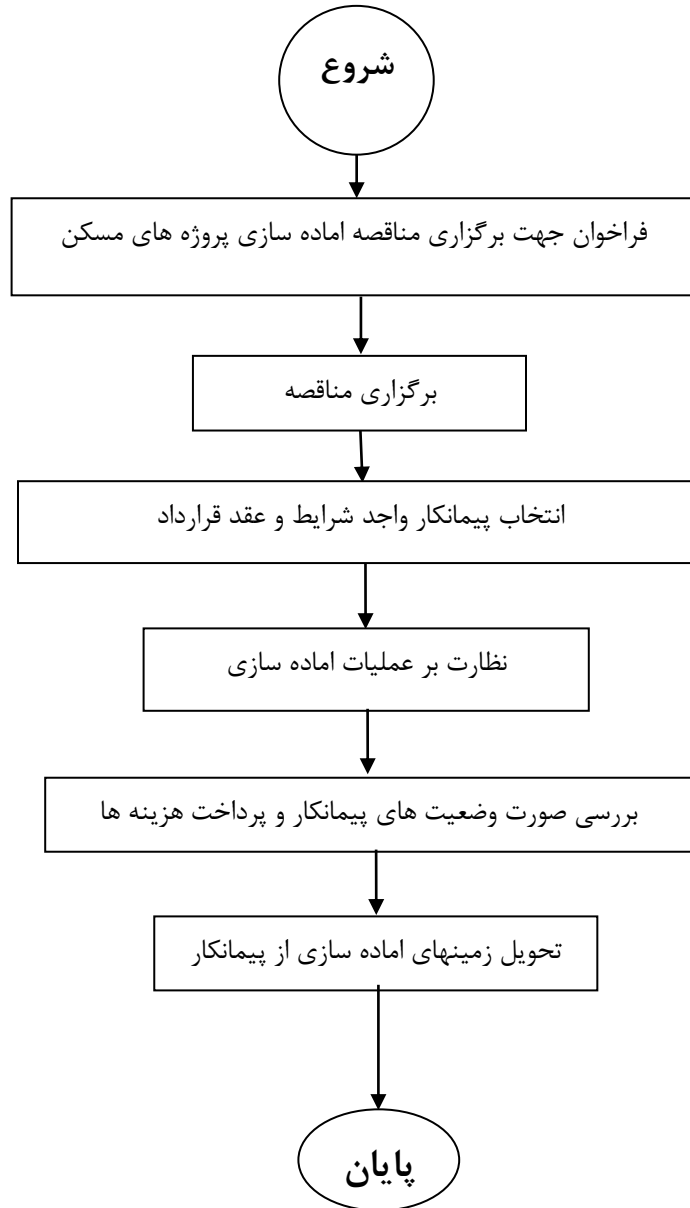 شروع
فراخوان جهت برگزاری مناقصه اماده سازی پروژه های مسکن
برگزاری مناقصه
انتخاب پیمانکار واجد شرایط و عقد قرارداد
نظارت بر عملیات اماده سازی
بررسی صورت وضعیت های پیمانکار و پرداخت هزینه ها
تحویل زمینهای اماده سازی از پیمانکار
پایان